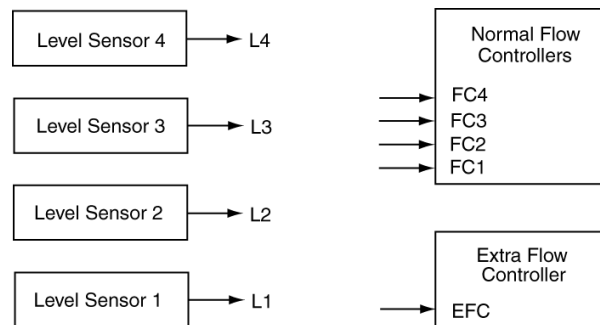 Level Sensor 4
L4
Level Sensor 3
L3
Level Sensor 2
L2
Level Sensor 1
L1
Normal Flow
Controllers
FC4
FC3
FC2
FC1
Extra Flow
Controller
EFC